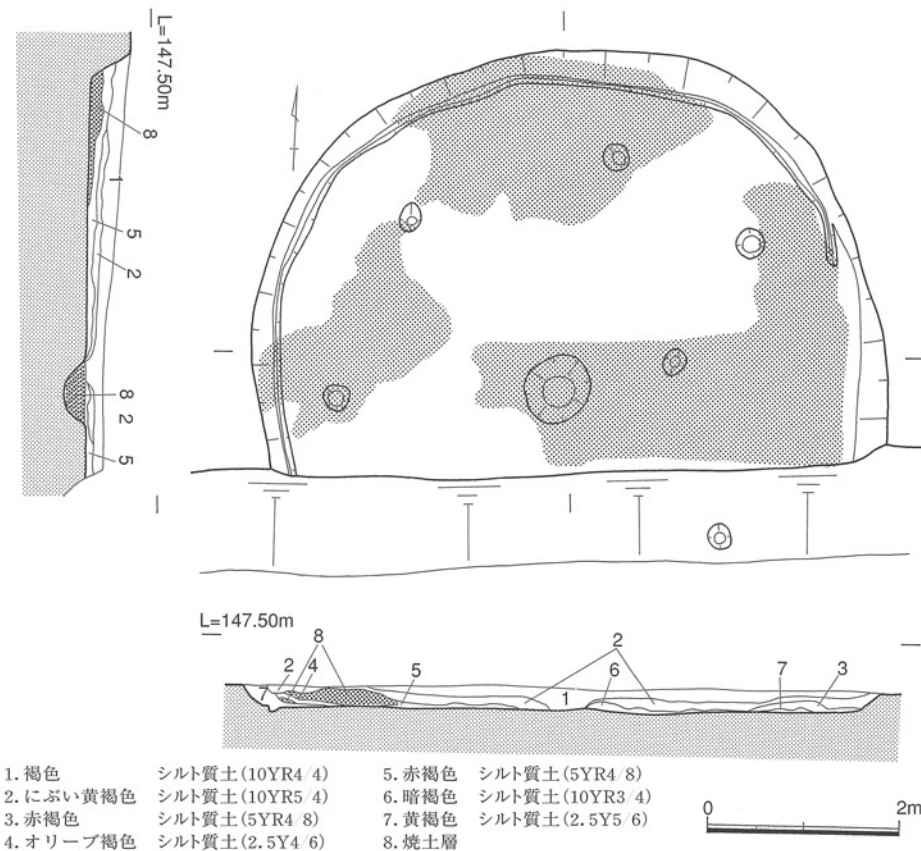 L=147.50m
8
1
5
2
8
2
5
L=147.50m
8
2
2
4
5
6
7
3
7
1
1. 褐色 シルト質土(10YR4/4)
2. にぶい黄褐色 シルト質土(10YR5/4)
3. 赤褐色 シルト質土(5YR4/8)
4. オリーブ褐色 シルト質土(2.5Y4/6)
5. 赤褐色 シルト質土(5YR4/8)
6. 暗褐色 シルト質土(10YR3/4)
7. 黄褐色 シルト質土(2.5Y5/6)
8. 焼土層
0 2m